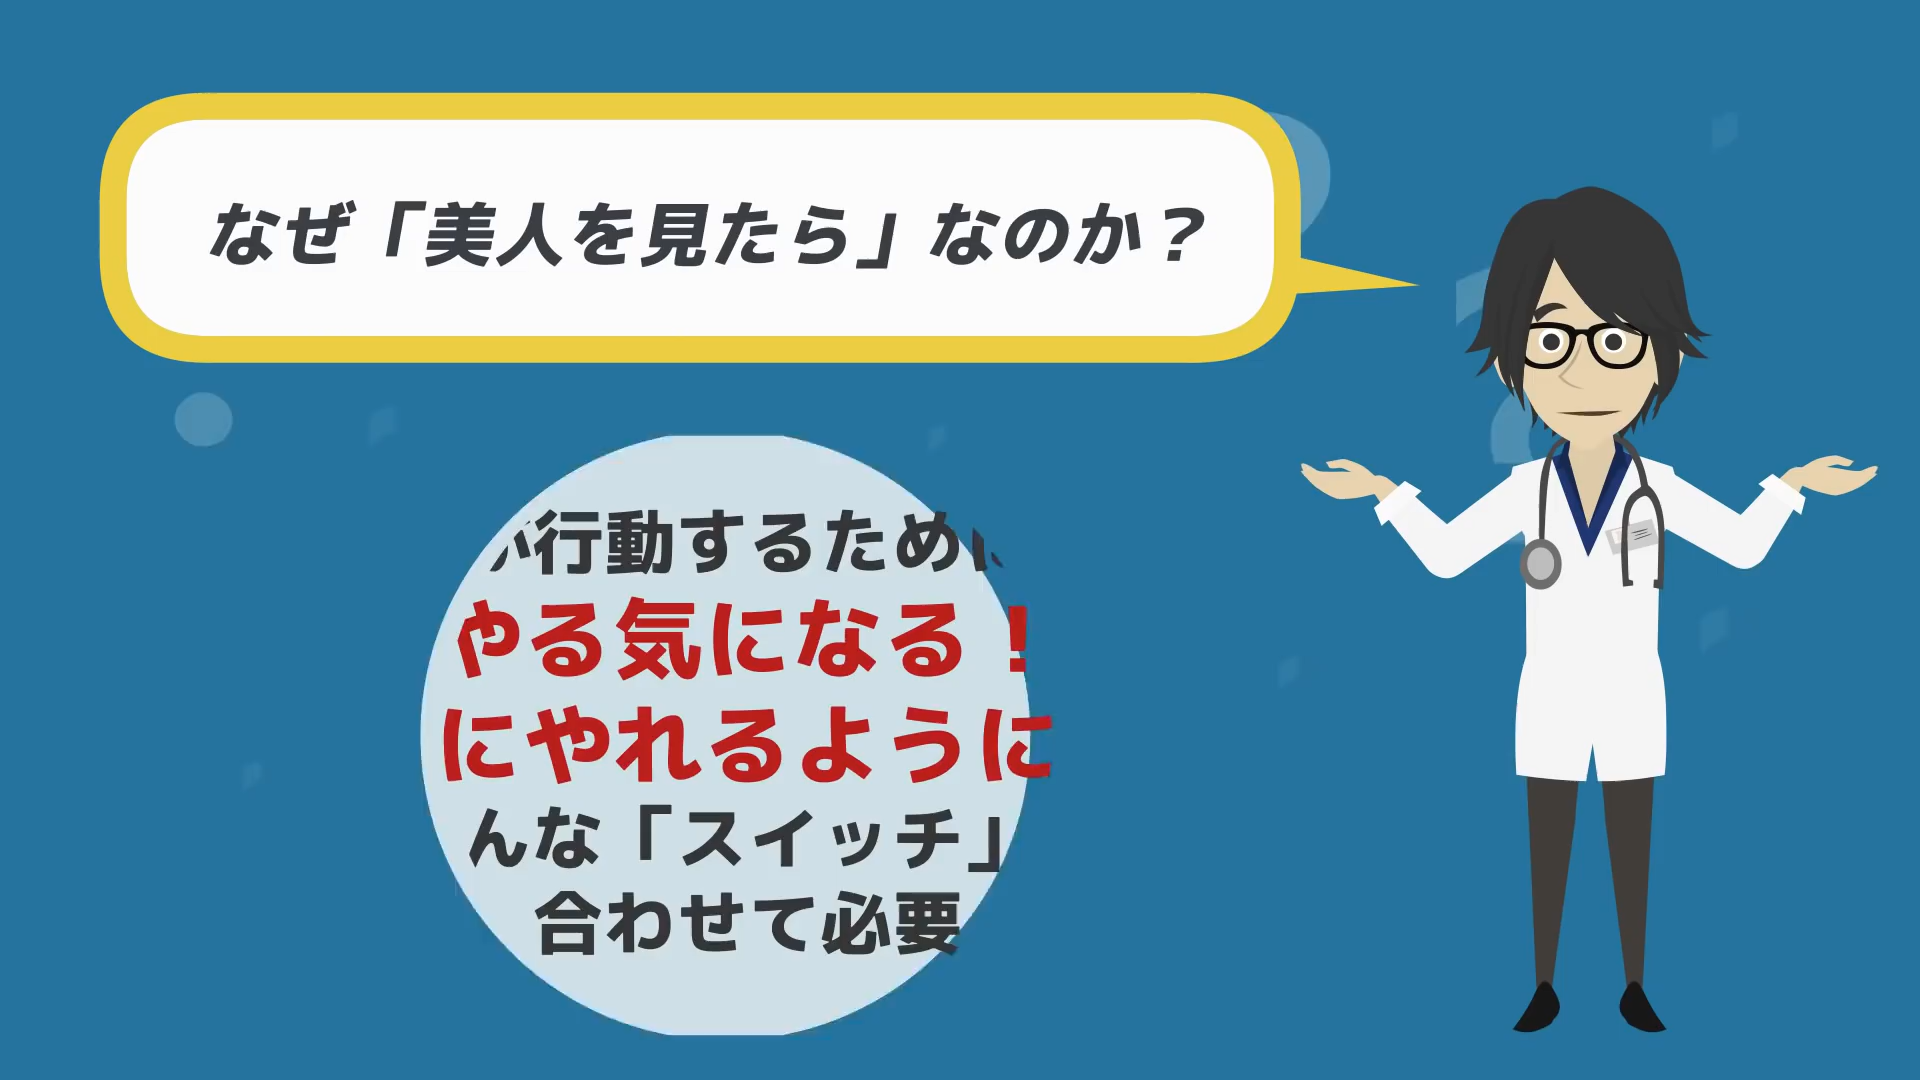 なぜ「美人を見たら」なのか？
行動するため
やる気になる！
にやれるように
んな「スイッチ」
合わせて必要